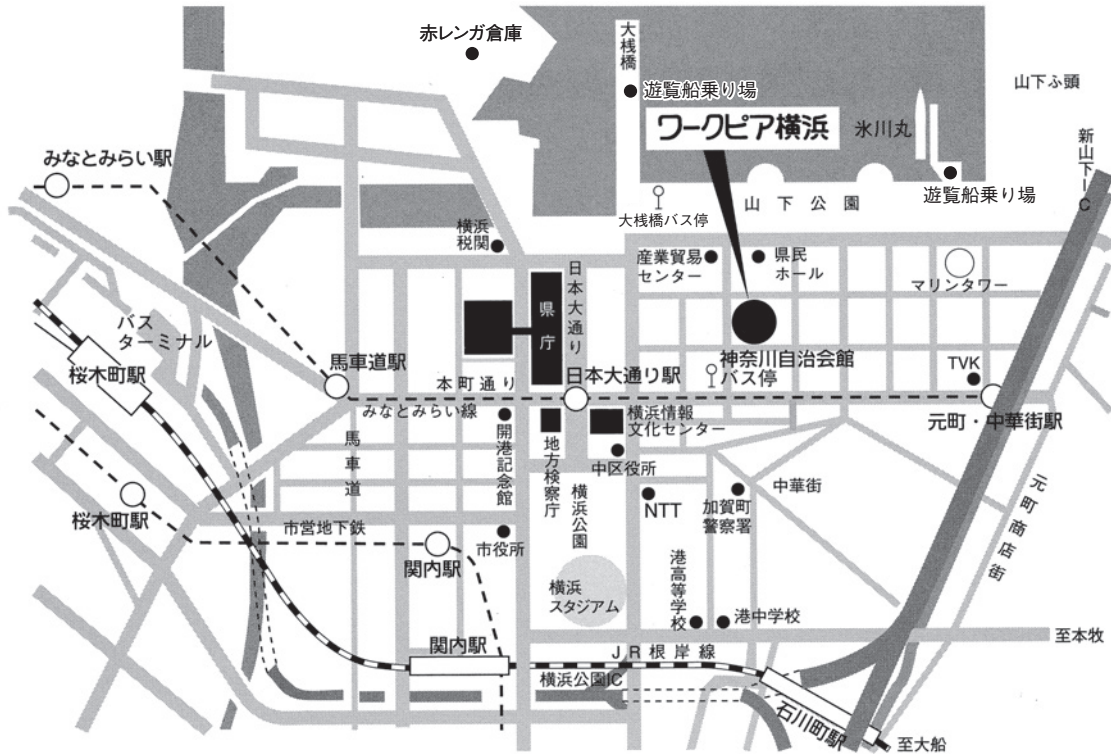 赤レンガ倉庫
大桟橋
遊覧船乗り場
ワークピア横浜
氷川丸
山下ふ頭
新山下IC
みなとみらい駅
遊覧船乗り場
大桟橋バス停
山下公園
横浜
税関
産業貿易
センター
県民
ホール
マリンタワー
日本大通り
県庁
バス
ターミナル
桜木町駅
馬車道駅
本町通り
日本大通り駅
神奈川自治会館
バス停
TVK
みなとみらい線
元町・中華街駅
馬車道
開港記念館
地方検察庁
横浜情報
文化センター
中区役所
横浜公園
中華街
元町商店街
桜木町駅
市営地下鉄
関内駅
市役所
NTT
加賀町
警察署
横浜
スタジアム
港高等学校
港中学校
至本牧
関内駅
JR根岸線
横浜公園IC
石川町駅
至大船